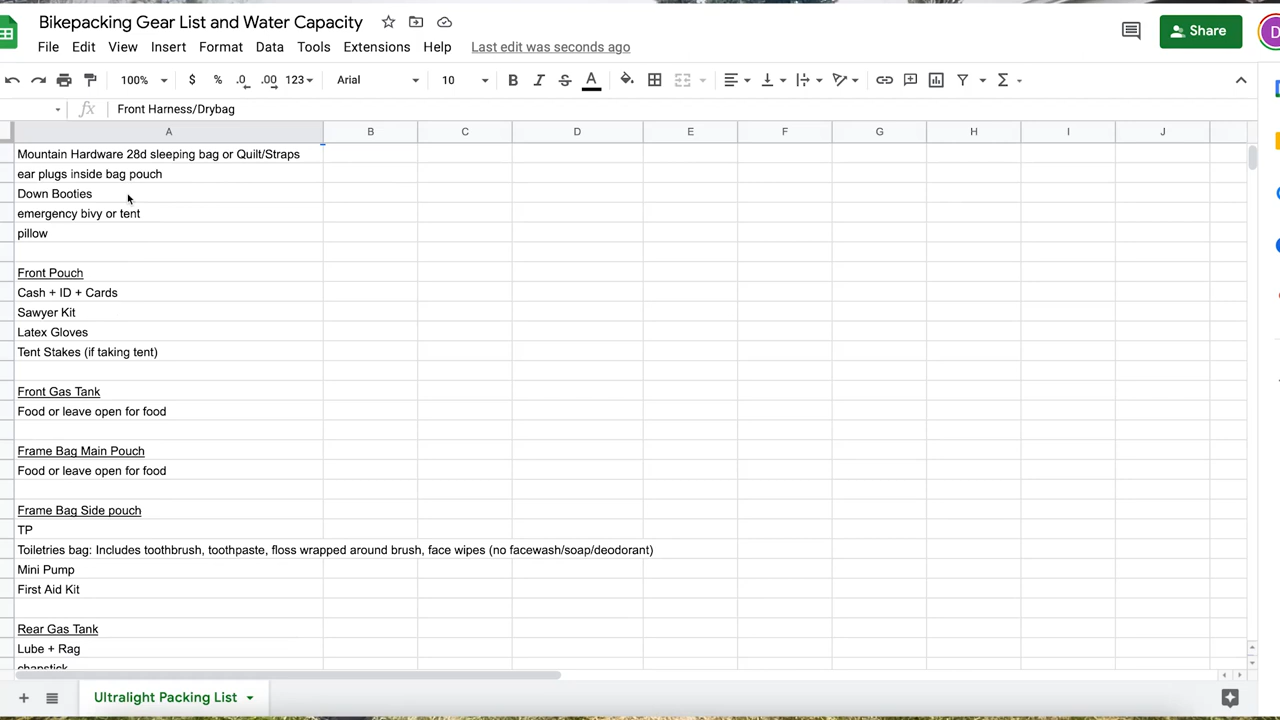 Bikepacking Gear List and Water Capacity
File Edit View Insert Format Data Tools Extensions Help Last edit was seconds ago
Share
D
100% $ % .0 .00 123 Arial 10 B I S A
fx Front Harness/Drybag
A B C D E F G H I J
Mountain Hardware 28d sleeping bag or Quilt/Straps
ear plugs inside bag pouch
Down Booties
emergency bivy or tent
pillow
Front Pouch
Cash + ID + Cards
Sawyer Kit
Latex Gloves
Tent Stakes (if taking tent)
Front Gas Tank
Food or leave open for food
Frame Bag Main Pouch
Food or leave open for food
Frame Bag Side pouch
TP
Toiletries bag: Includes toothbrush, toothpaste, floss wrapped around brush, face wipes (no facewash/soap/deodorant)
Mini Pump
First Aid Kit
Rear Gas Tank
Lube + Rag
chapstick
Ultralight Packing List